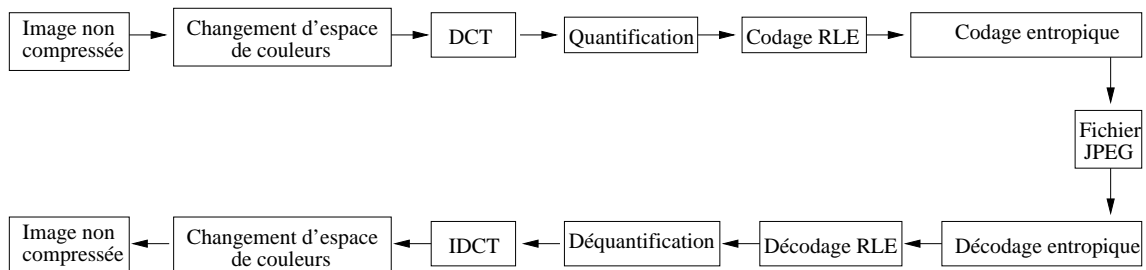 Image non
compressée
Changement d'espace
de couleurs
DCT
Quantification
Codage RLE
Codage entropique
Fichier
JPEG
Image non
compressée
Changement d'espace
de couleurs
IDCT
Déquantification
Décodage RLE
Décodage entropique